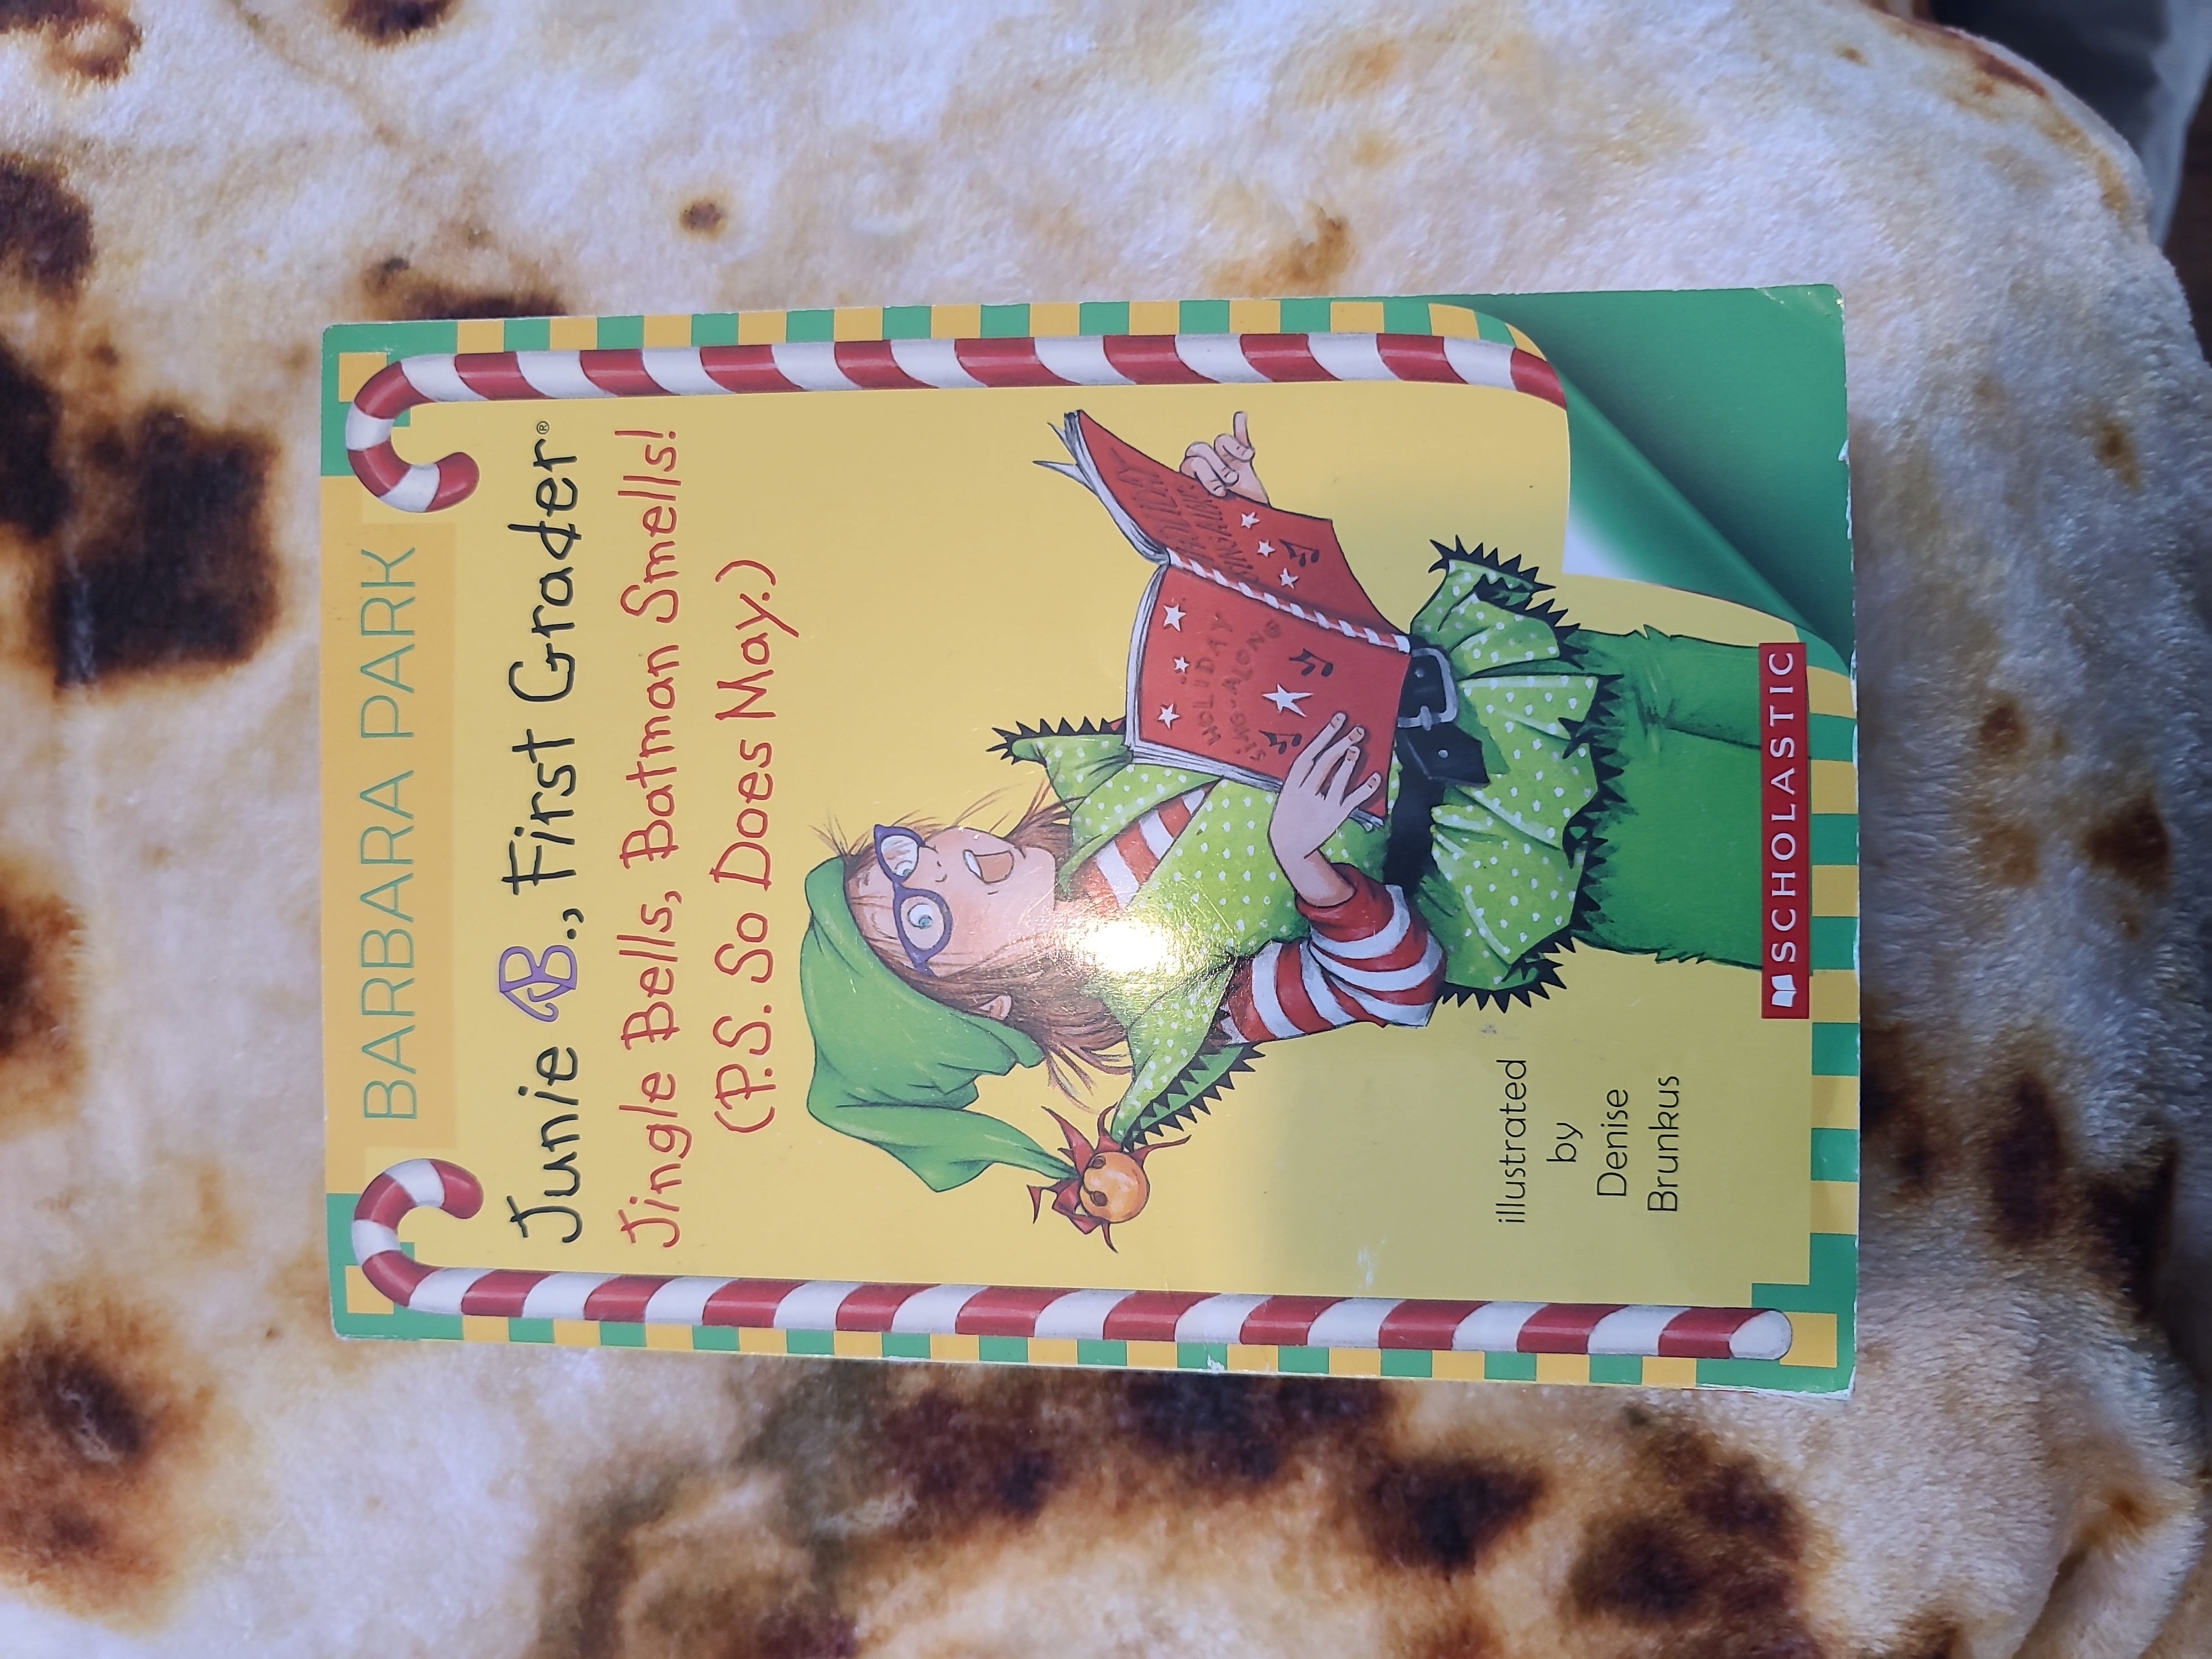 BARBARA PARK
Junie B., First Grader®
Jingle Bells, Batman Smells!
(P.S. So Does May.)
HOLIDAY
SING-ALONG
HOLIDAY
SING-ALONG
illustrated
by
Denise
Brunkus
SCHOLASTIC